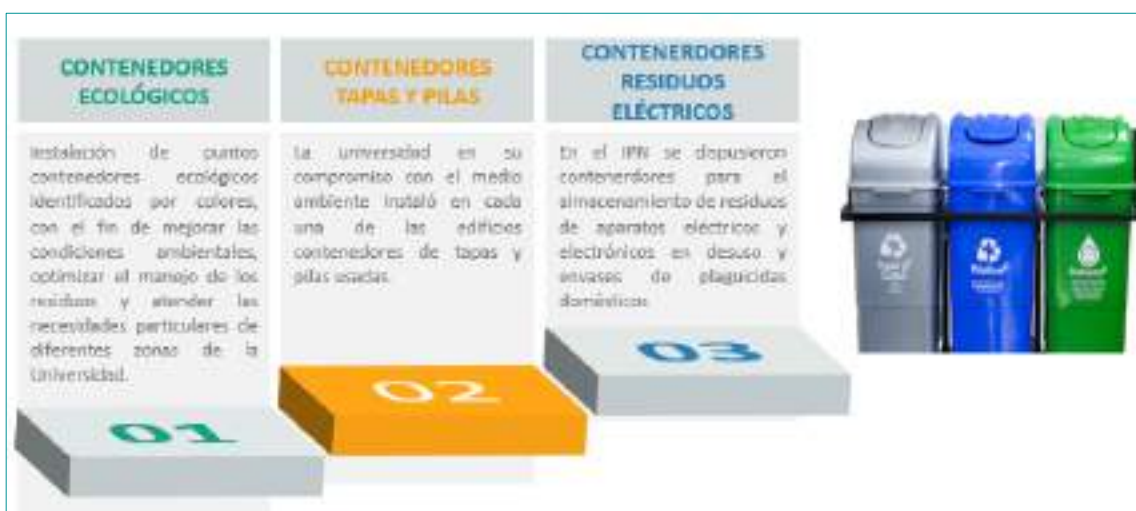 CONTENEDORES
ECOLÓGICOS
Instalación de puntos
contenedores ecológicos
identificados por colores,
con el fin de mejorar las
condiciones ambientales,
optimizar el manejo de los
residuos y atender las
necesidades particulares de
diferentes zonas de la
Universidad.
01
CONTENEDORES
TAPAS Y PILAS
La universidad en su
compromiso con el medio
ambiente instaló en cada
una de las edificios
contenedores de tapas y
pilas usadas
02
CONTENERDORES
RESIDUOS
ELÉCTRICOS
En el IPN se dispusieron
contenerdores para el
almacenamiento de residuos
de aparatos eléctricos y
electrónicos en desuso y
envases de plaguicidas
domésticos
03